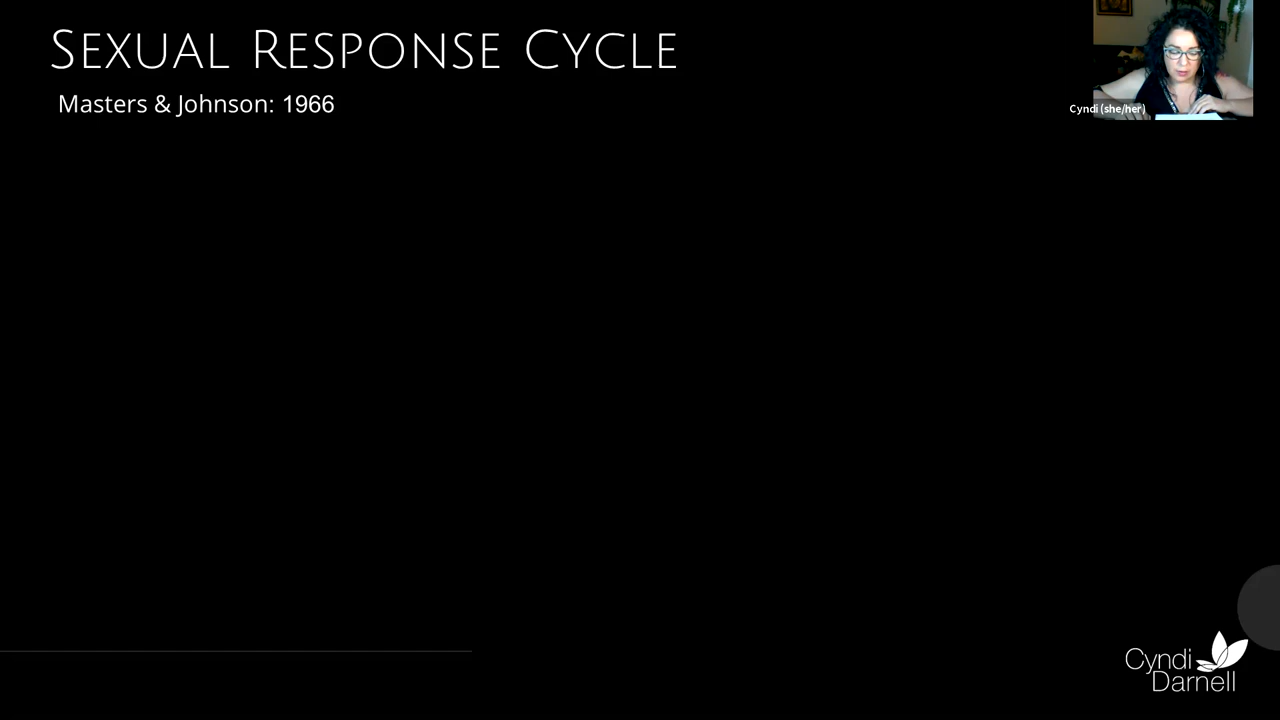 SEXUAL RESPONSE CYCLE
Masters & Johnson: 1966
Cyndi (she/her)
Cyndi
Darnell